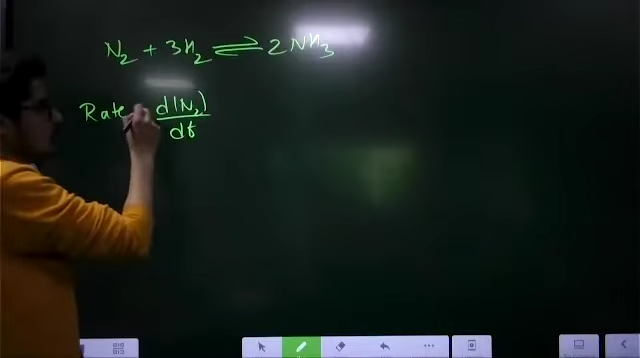 N₂ + 3H₂ ⇌ 2NH₃
Rate d(N₂)
dt